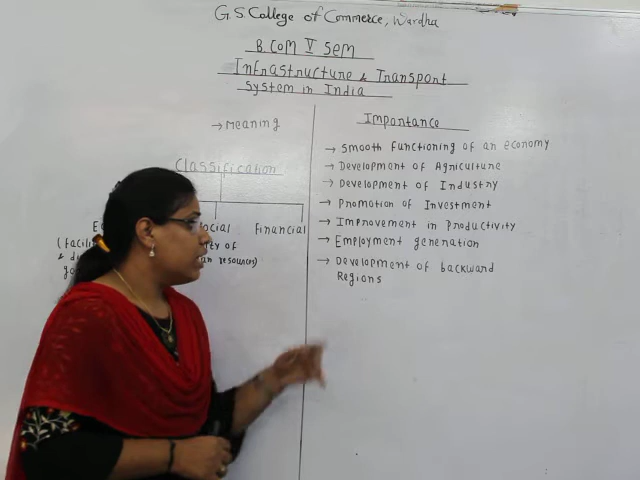 G.S College of Commerce, Wardha
B.COM V Sem
Infrastructure & Transport
System in India
→ Meaning
Classification
Financial
resources)
Importance
→ Smooth functioning of an economy
→ Development of Agriculture
→ Development of Industry
→ Promotion of Investment
→ Improvement in Productivity
→ Employment generation
→ Development of backward
Regions